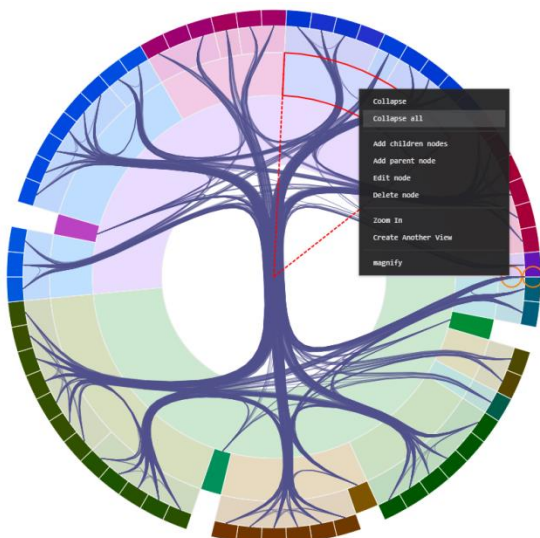 Collapse
Collapse all
Add children nodes
Add parent node
Edit node
Delete node
Zoom In
Create Another View
magnify